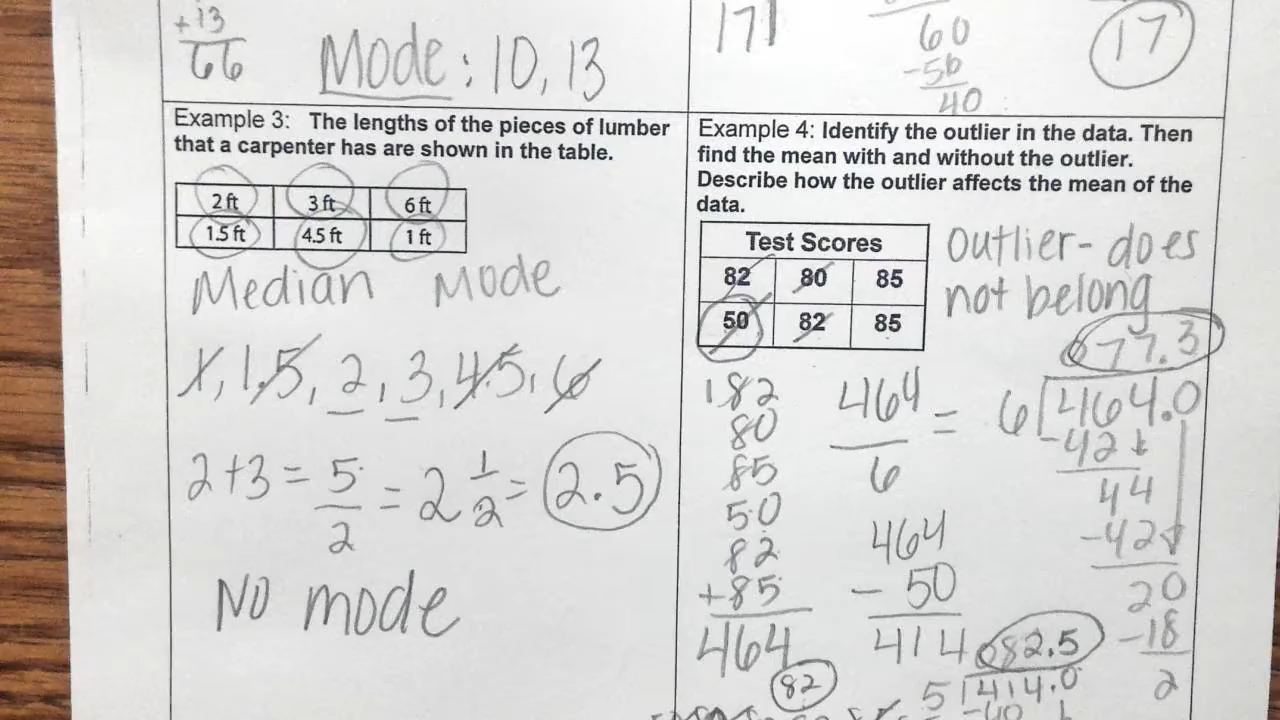 +13
66
Mode: 10, 13
171
60
-56
40
17
Example 3: The lengths of the pieces of lumber
that a carpenter has are shown in the table.
2 ft 3 ft 6 ft
1.5 ft 4.5 ft 1 ft
Median Mode
1, 1.5, 2, 3, 4.5, 6
2+3 = 5/2 = 2 1/2 = 2.5
No mode
Example 4: Identify the outlier in the data. Then
find the mean with and without the outlier.
Describe how the outlier affects the mean of the
data.
Test Scores
82 80 85
50 82 85
Outlier- does
not belong
182
80
85
50
82
+85
464
82
464
6
=
077.3
6 464.0
-42
44
-42
20
-18
2
464
- 50
414
082.5
5 414.0
-40